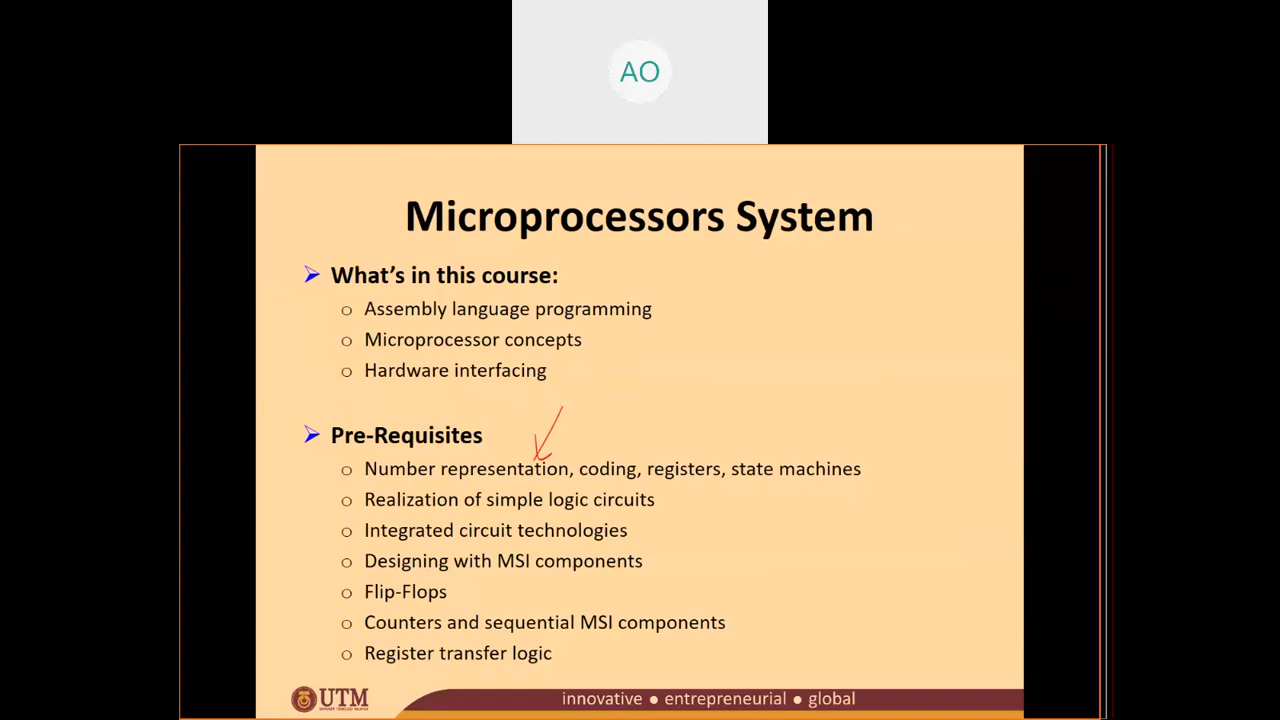 AO
Microprocessors System
What's in this course:
Assembly language programming
Microprocessor concepts
Hardware interfacing
Pre-Requisites
Number representation, coding, registers, state machines
Realization of simple logic circuits
Integrated circuit technologies
Designing with MSI components
Flip-Flops
Counters and sequential MSI components
Register transfer logic
UTM
innovative ● entrepreneurial ● global